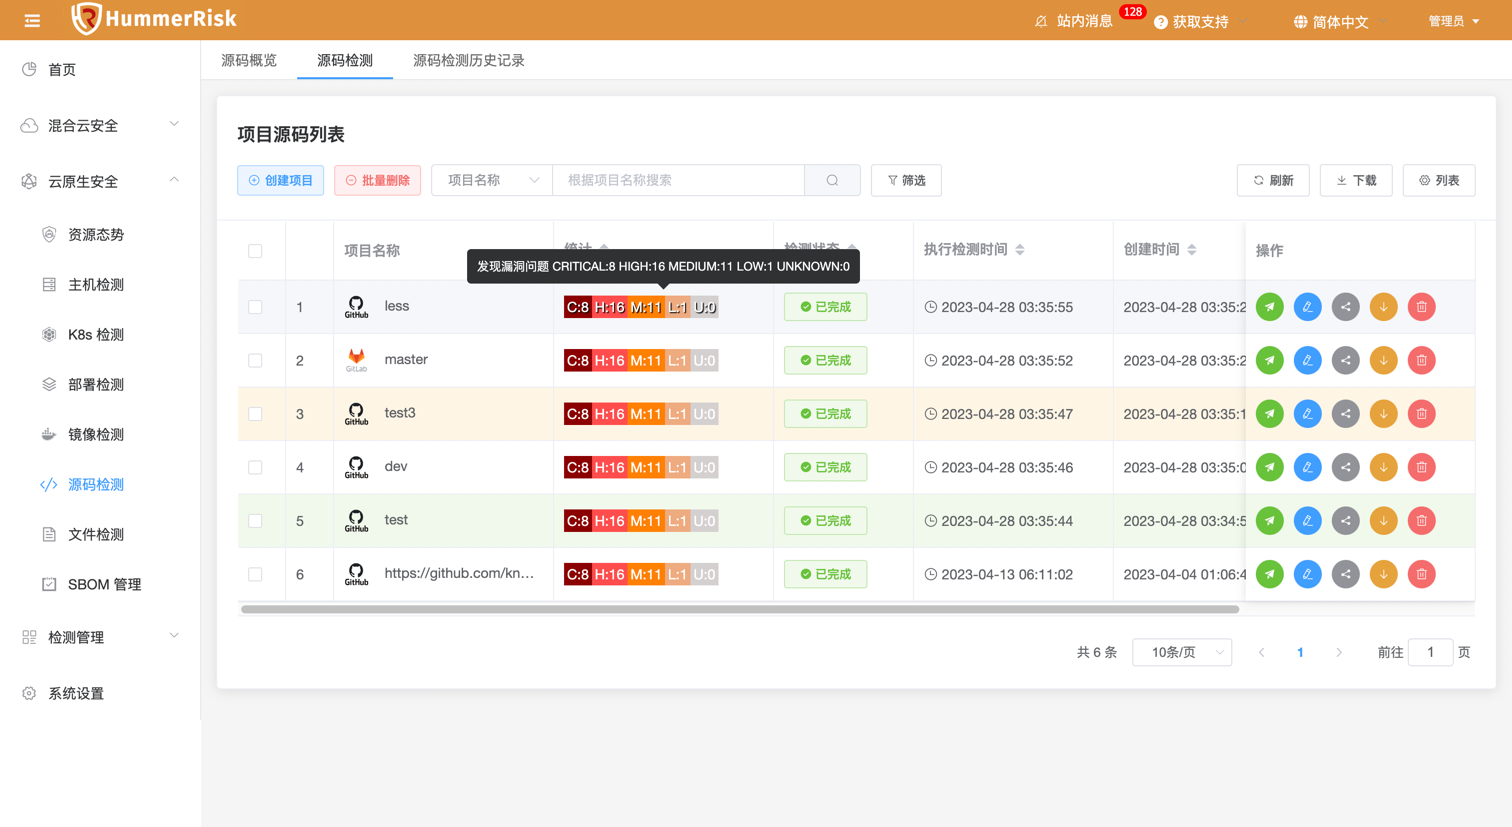 HummerRisk
站内消息 128
获取支持
简体中文
管理员
首页
混合云安全
云原生安全
资源态势
主机检测
K8s 检测
部署检测
镜像检测
源码检测
文件检测
SBOM 管理
检测管理
系统设置
源码概览 源码检测 源码检测历史记录
项目源码列表
创建项目 批量删除 项目名称 根据项目名称搜索 筛选 刷新 下载 列表
项目名称 统计 检测状态 执行检测时间 创建时间 操作
发现漏洞问题 CRITICAL:8 HIGH:16 MEDIUM:11 LOW:1 UNKNOWN:0
1 GitHub less C:8 H:16 M:11 L:1 U:0 已完成 2023-04-28 03:35:55 2023-04-28 03:35:2
2 GitLab master C:8 H:16 M:11 L:1 U:0 已完成 2023-04-28 03:35:52 2023-04-28 03:35:2
3 GitHub test3 C:8 H:16 M:11 L:1 U:0 已完成 2023-04-28 03:35:47 2023-04-28 03:35:1
4 GitHub dev C:8 H:16 M:11 L:1 U:0 已完成 2023-04-28 03:35:46 2023-04-28 03:35:0
5 GitHub test C:8 H:16 M:11 L:1 U:0 已完成 2023-04-28 03:35:44 2023-04-28 03:34:5
6 GitHub https://github.com/kn... C:8 H:16 M:11 L:1 U:0 已完成 2023-04-13 06:11:02 2023-04-04 01:06:4
共 6 条 10条/页 1 前往 1 页